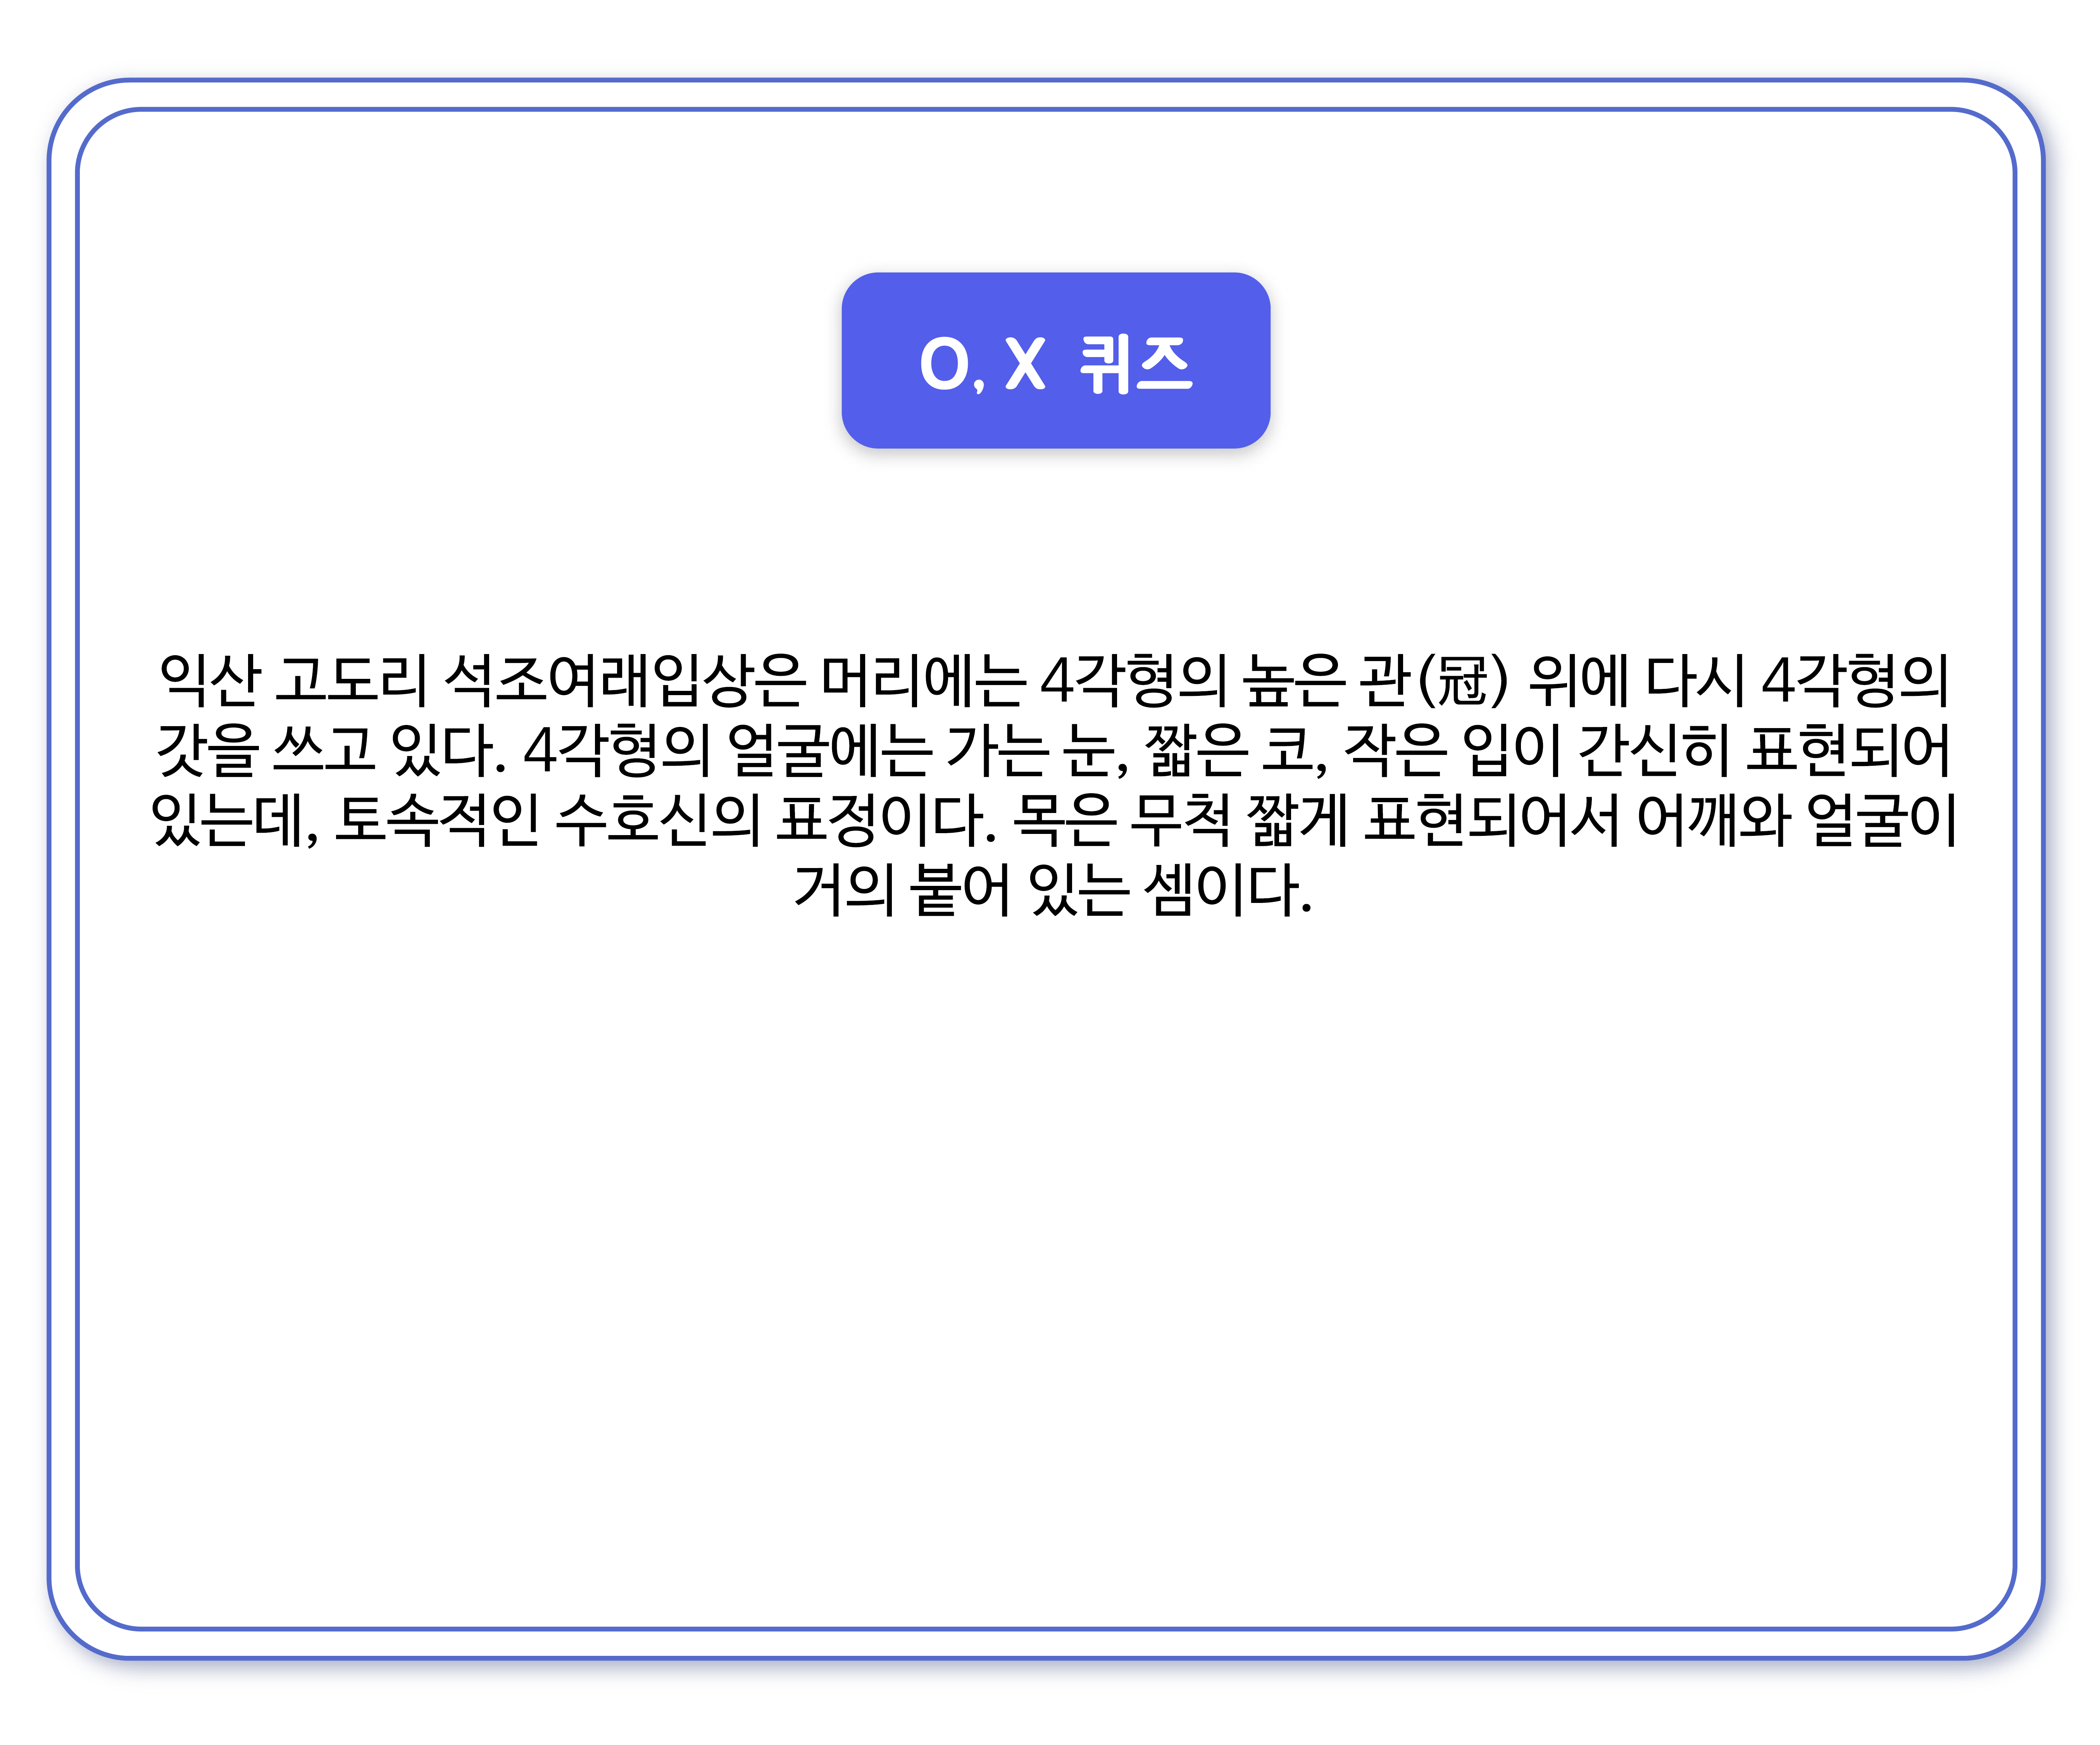 O, X 퀴즈
익산 고도리 석조여래입상은 머리에는 4각형의 높은 관(冠) 위에 다시 4각형의
갓을 쓰고 있다. 4각형의 얼굴에는 가는 눈, 짧은 코, 작은 입이 간신히 표현되어
있는데, 토속적인 수호신의 표정이다. 목은 무척 짧게 표현되어서 어깨와 얼굴이
거의 붙어 있는 셈이다.